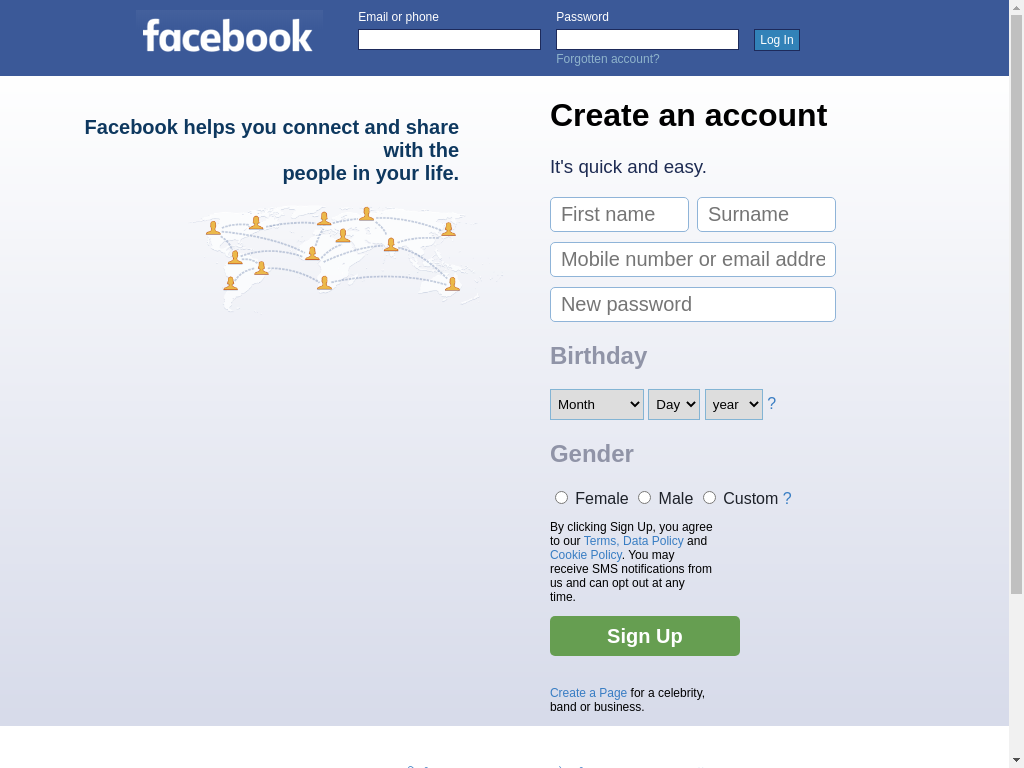 facebook
Email or phone
Password
Log In
Forgotten account?
Facebook helps you connect and share
with the
people in your life.
Create an account
It's quick and easy.
First name
Surname
Mobile number or email addre
New password
Birthday
Month
Day
year
?
Gender
Female
Male
Custom ?
By clicking Sign Up, you agree
to our Terms, Data Policy and
Cookie Policy. You may
receive SMS notifications from
us and can opt out at any
time.
Sign Up
Create a Page for a celebrity,
band or business.